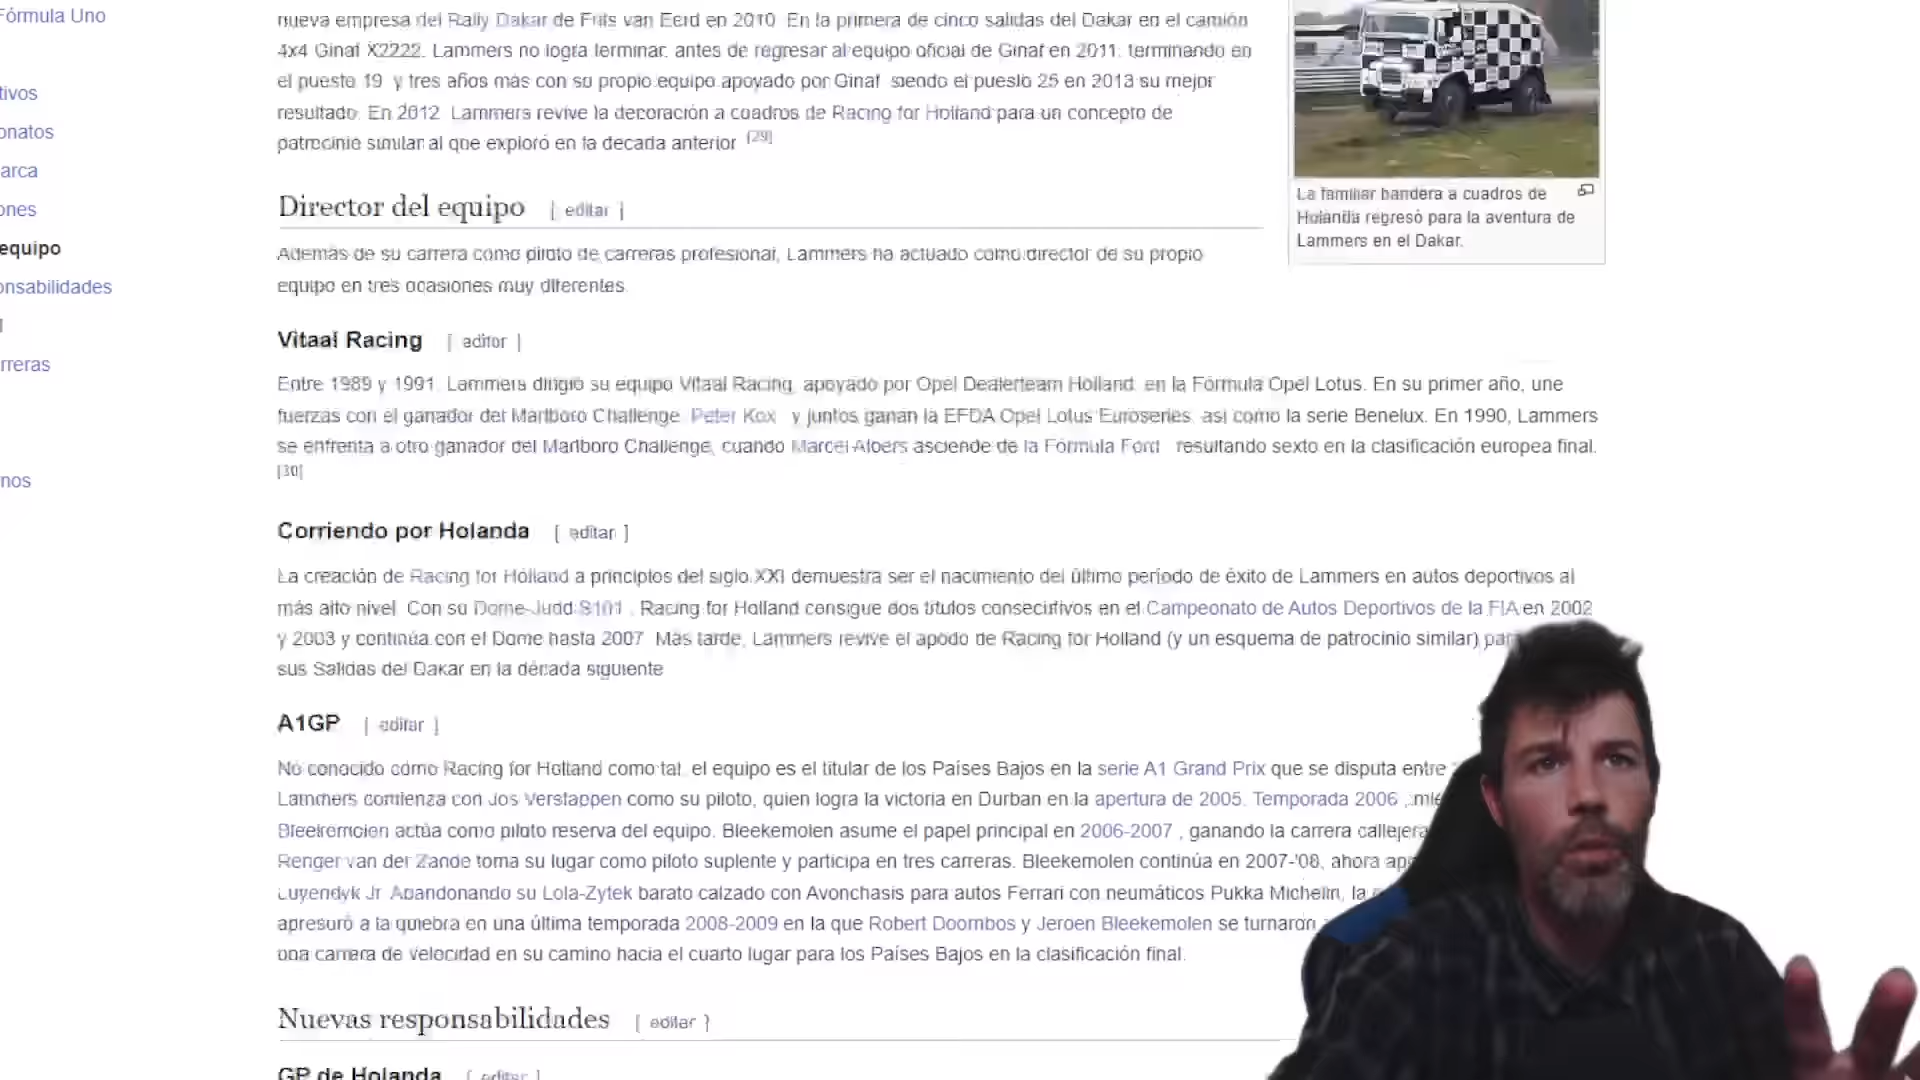 Fórmula Uno
tivos
onatos
arca
ones
equipo
onsabilidades
l
rreras
nos
nueva empresa del Rally Dakar de Frits van Eerd en 2010 En la primera de cinco salidas del Dakar en el camión
4x4 Ginaf X2222. Lammers no logra terminar. antes de regresar al equipo oficial de Ginaf en 2011. terminando en
el puesto 19 y tres años más con su propio equipo apoyado por Ginaf siendo el puesto 25 en 2013 su mejor
resultado. En 2012 Lammers revive la decoración a cuadros de Racing for Holland para un concepto de
patrocinio similar al que exploró en la decada anterior [29]
La familiar bandera a cuadros de
Holanda regresó para la aventura de
Lammers en el Dakar.
Director del equipo [ editar ]
Además de su carrera como piloto de carreras profesional, Lammers ha actuado como director de su propio
equipo en tres ocasiones muy diferentes.
Vitaal Racing [ editor ]
Entre 1989 y 1991. Lammers dirigió su equipo Vitaal Racing, apoyado por Opel Dealerteam Holland en la Fórmula Opel Lotus. En su primer año, une
fuerzas con el ganador del Marlboro Challenge. Peter Kox y juntos ganan la EFDA Opel Lotus Euroseries así como la serie Benelux. En 1990, Lammers
se enfrenta a otro ganador del Marlboro Challenge, cuando Marcel Albers asciende de la Fórmula Ford resultando sexto en la clasificación europea final.
[30]
Corriendo por Holanda [ editar ]
La creación de Racing for Holland a principios del siglo XXI demuestra ser el nacimiento del último período de éxito de Lammers en autos deportivos al
más alto nivel Con su Dome-Judd S101 , Racing for Holland consigue dos títulos consecutivos en el Campeonato de Autos Deportivos de la FIA en 2002
y 2003 y continúa con el Dome hasta 2007 Más tarde, Lammers revive el apodo de Racing for Holland (y un esquema de patrocinio similar) par
sus Salidas del Dakar en la década siguiente
A1GP [ editar ]
No conocido como Racing for Holland como tal, el equipo es el titular de los Países Bajos en la serie A1 Grand Prix que se disputa entre
Lammers comienza con Jos Verstappen como su piloto, quien logra la victoria en Durban en la apertura de 2005. Temporada 2006 , mie
Bleekemolen actúa como piloto reserva del equipo. Bleekemolen asume el papel principal en 2006-2007 , ganando la carrera callejera
Renger van der Zande toma su lugar como piloto suplente y participa en tres carreras. Bleekemolen continúa en 2007-'08, ahora apo
Luyendyk Jr Abandonando su Lola-Zytek barato calzado con Avonchasis para autos Ferrari con neumáticos Pukka Michelin, la
apresuró a la quiebra en una última temporada 2008-2009 en la que Robert Doornbos y Jeroen Bleekemolen se turnaron
una carrera de velocidad en su camino hacia el cuarto lugar para los Países Bajos en la clasificación final.
Nuevas responsabilidades [ editar ]
GP de Holanda [ editar ]